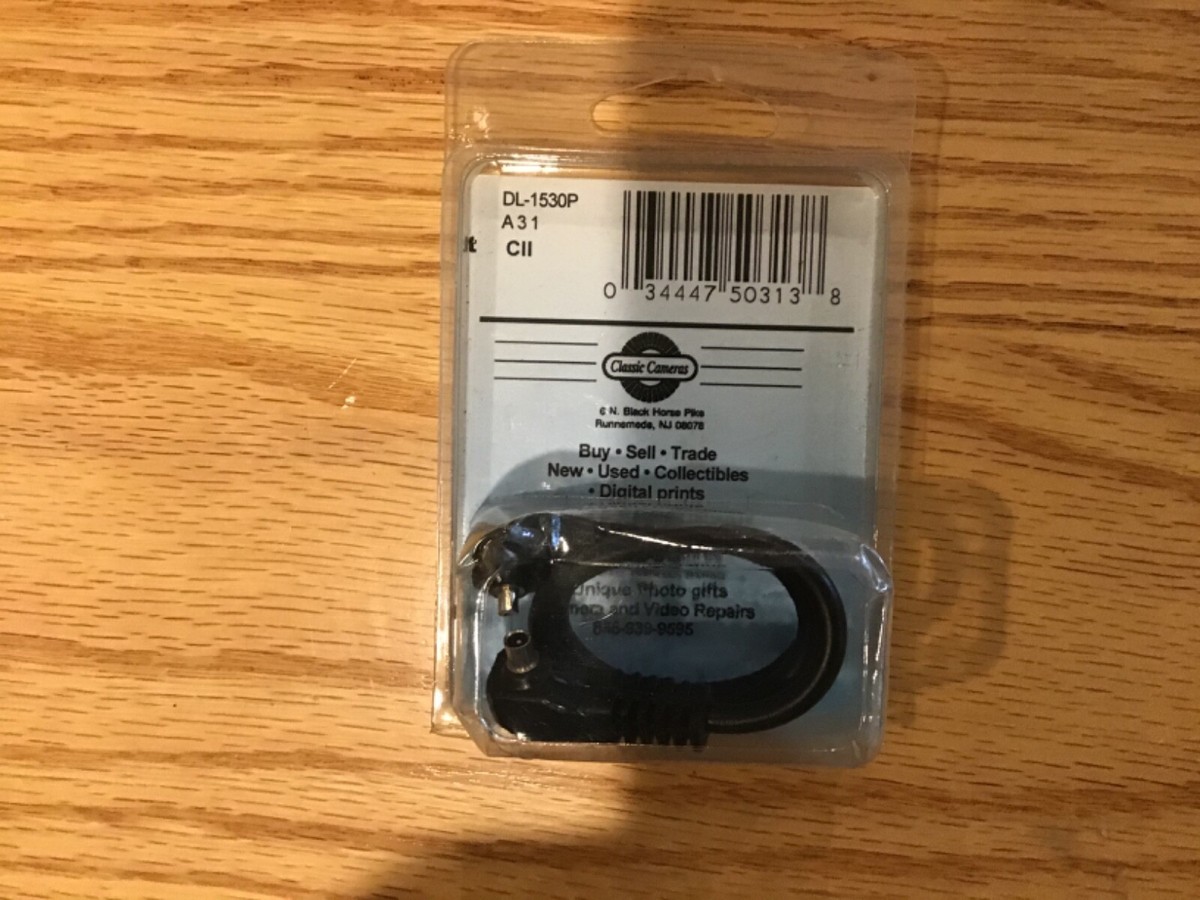 DL-1530P
A31
CII
0 34447 50313 8
Classic Cameras
6 N. Black Horse Pike
Runnemede, NJ 08078
Buy • Sell • Trade
New • Used • Collectibles
• Digital prints
Unique Photo gifts
and Video Repairs